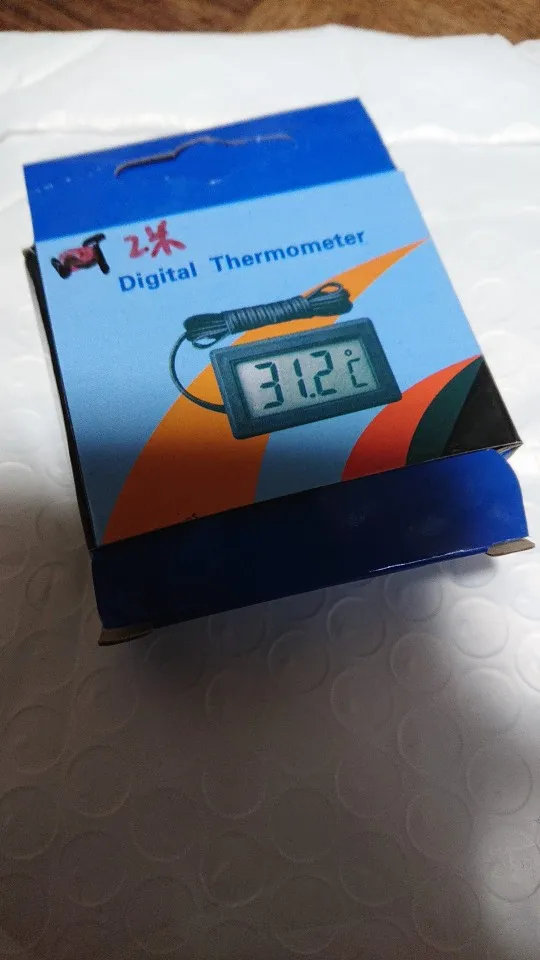 2米
Digital Thermometer
31.2℃